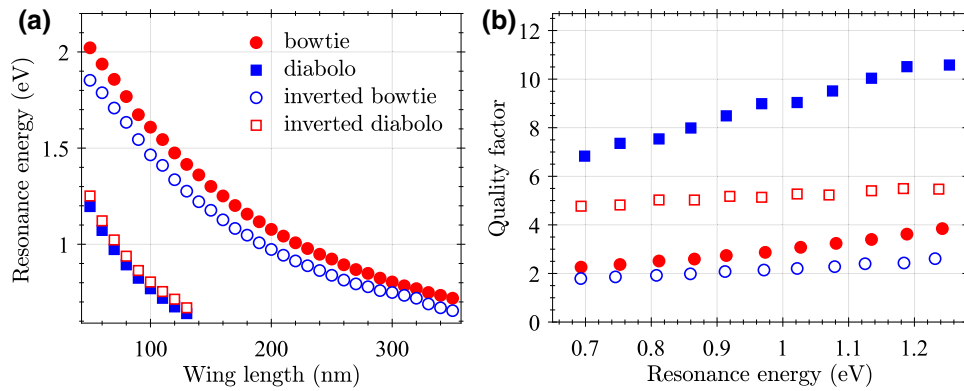 (a)
Resonance energy (eV)
2
1.5
1
bowtie
diabolo
inverted bowtie
inverted diabolo
100
200
300
Wing length (nm)
(b)
Quality factor
12
10
8
6
4
2
0
0.7
0.8
0.9
1
1.1
1.2
Resonance energy (eV)